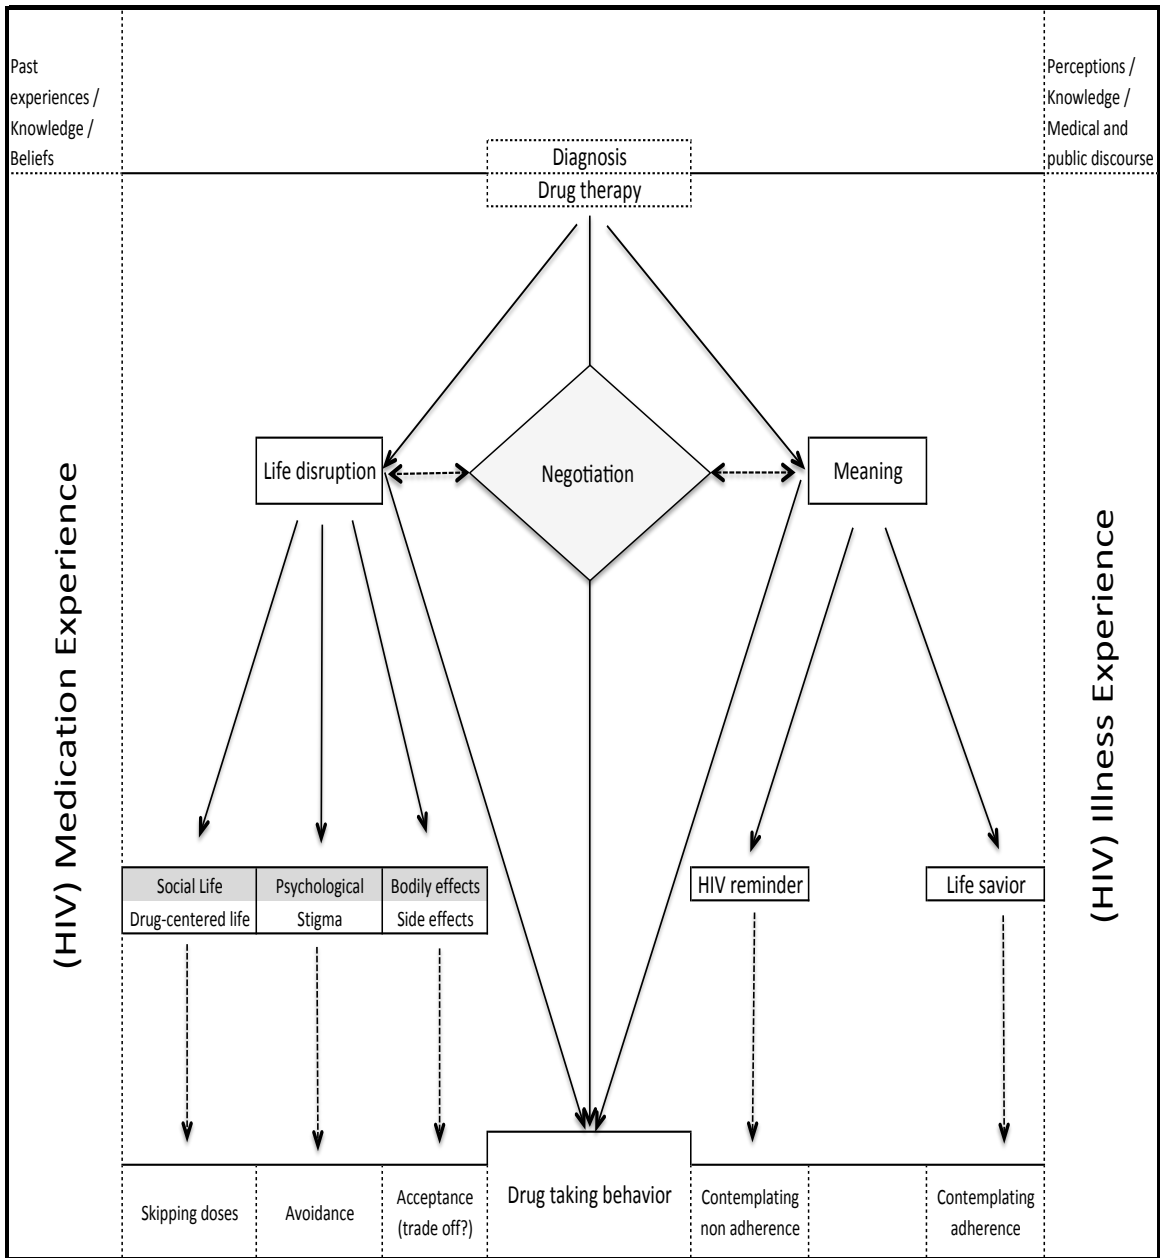 Past
experiences /
Knowledge /
Beliefs
Perceptions /
Knowledge /
Medical and
public discourse
Diagnosis
Drug therapy
Life disruption
Negotiation
Meaning
(HIV) Medication Experience
(HIV) Illness Experience
Social Life
Drug-centered life
Psychological
Stigma
Bodily effects
Side effects
HIV reminder
Life savior
Skipping doses
Avoidance
Acceptance
(trade off?)
Drug taking behavior
Contemplating
non adherence
Contemplating
adherence